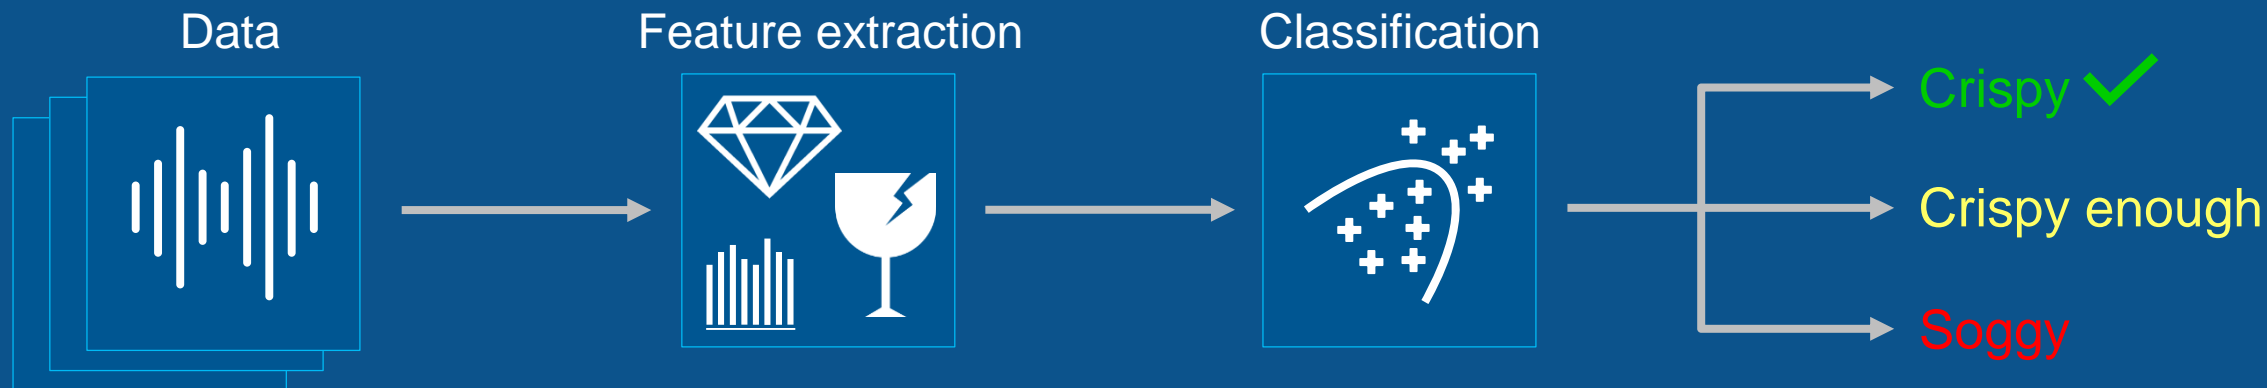 Data
Feature extraction
Classification
Crispy
Crispy enough
Soggy